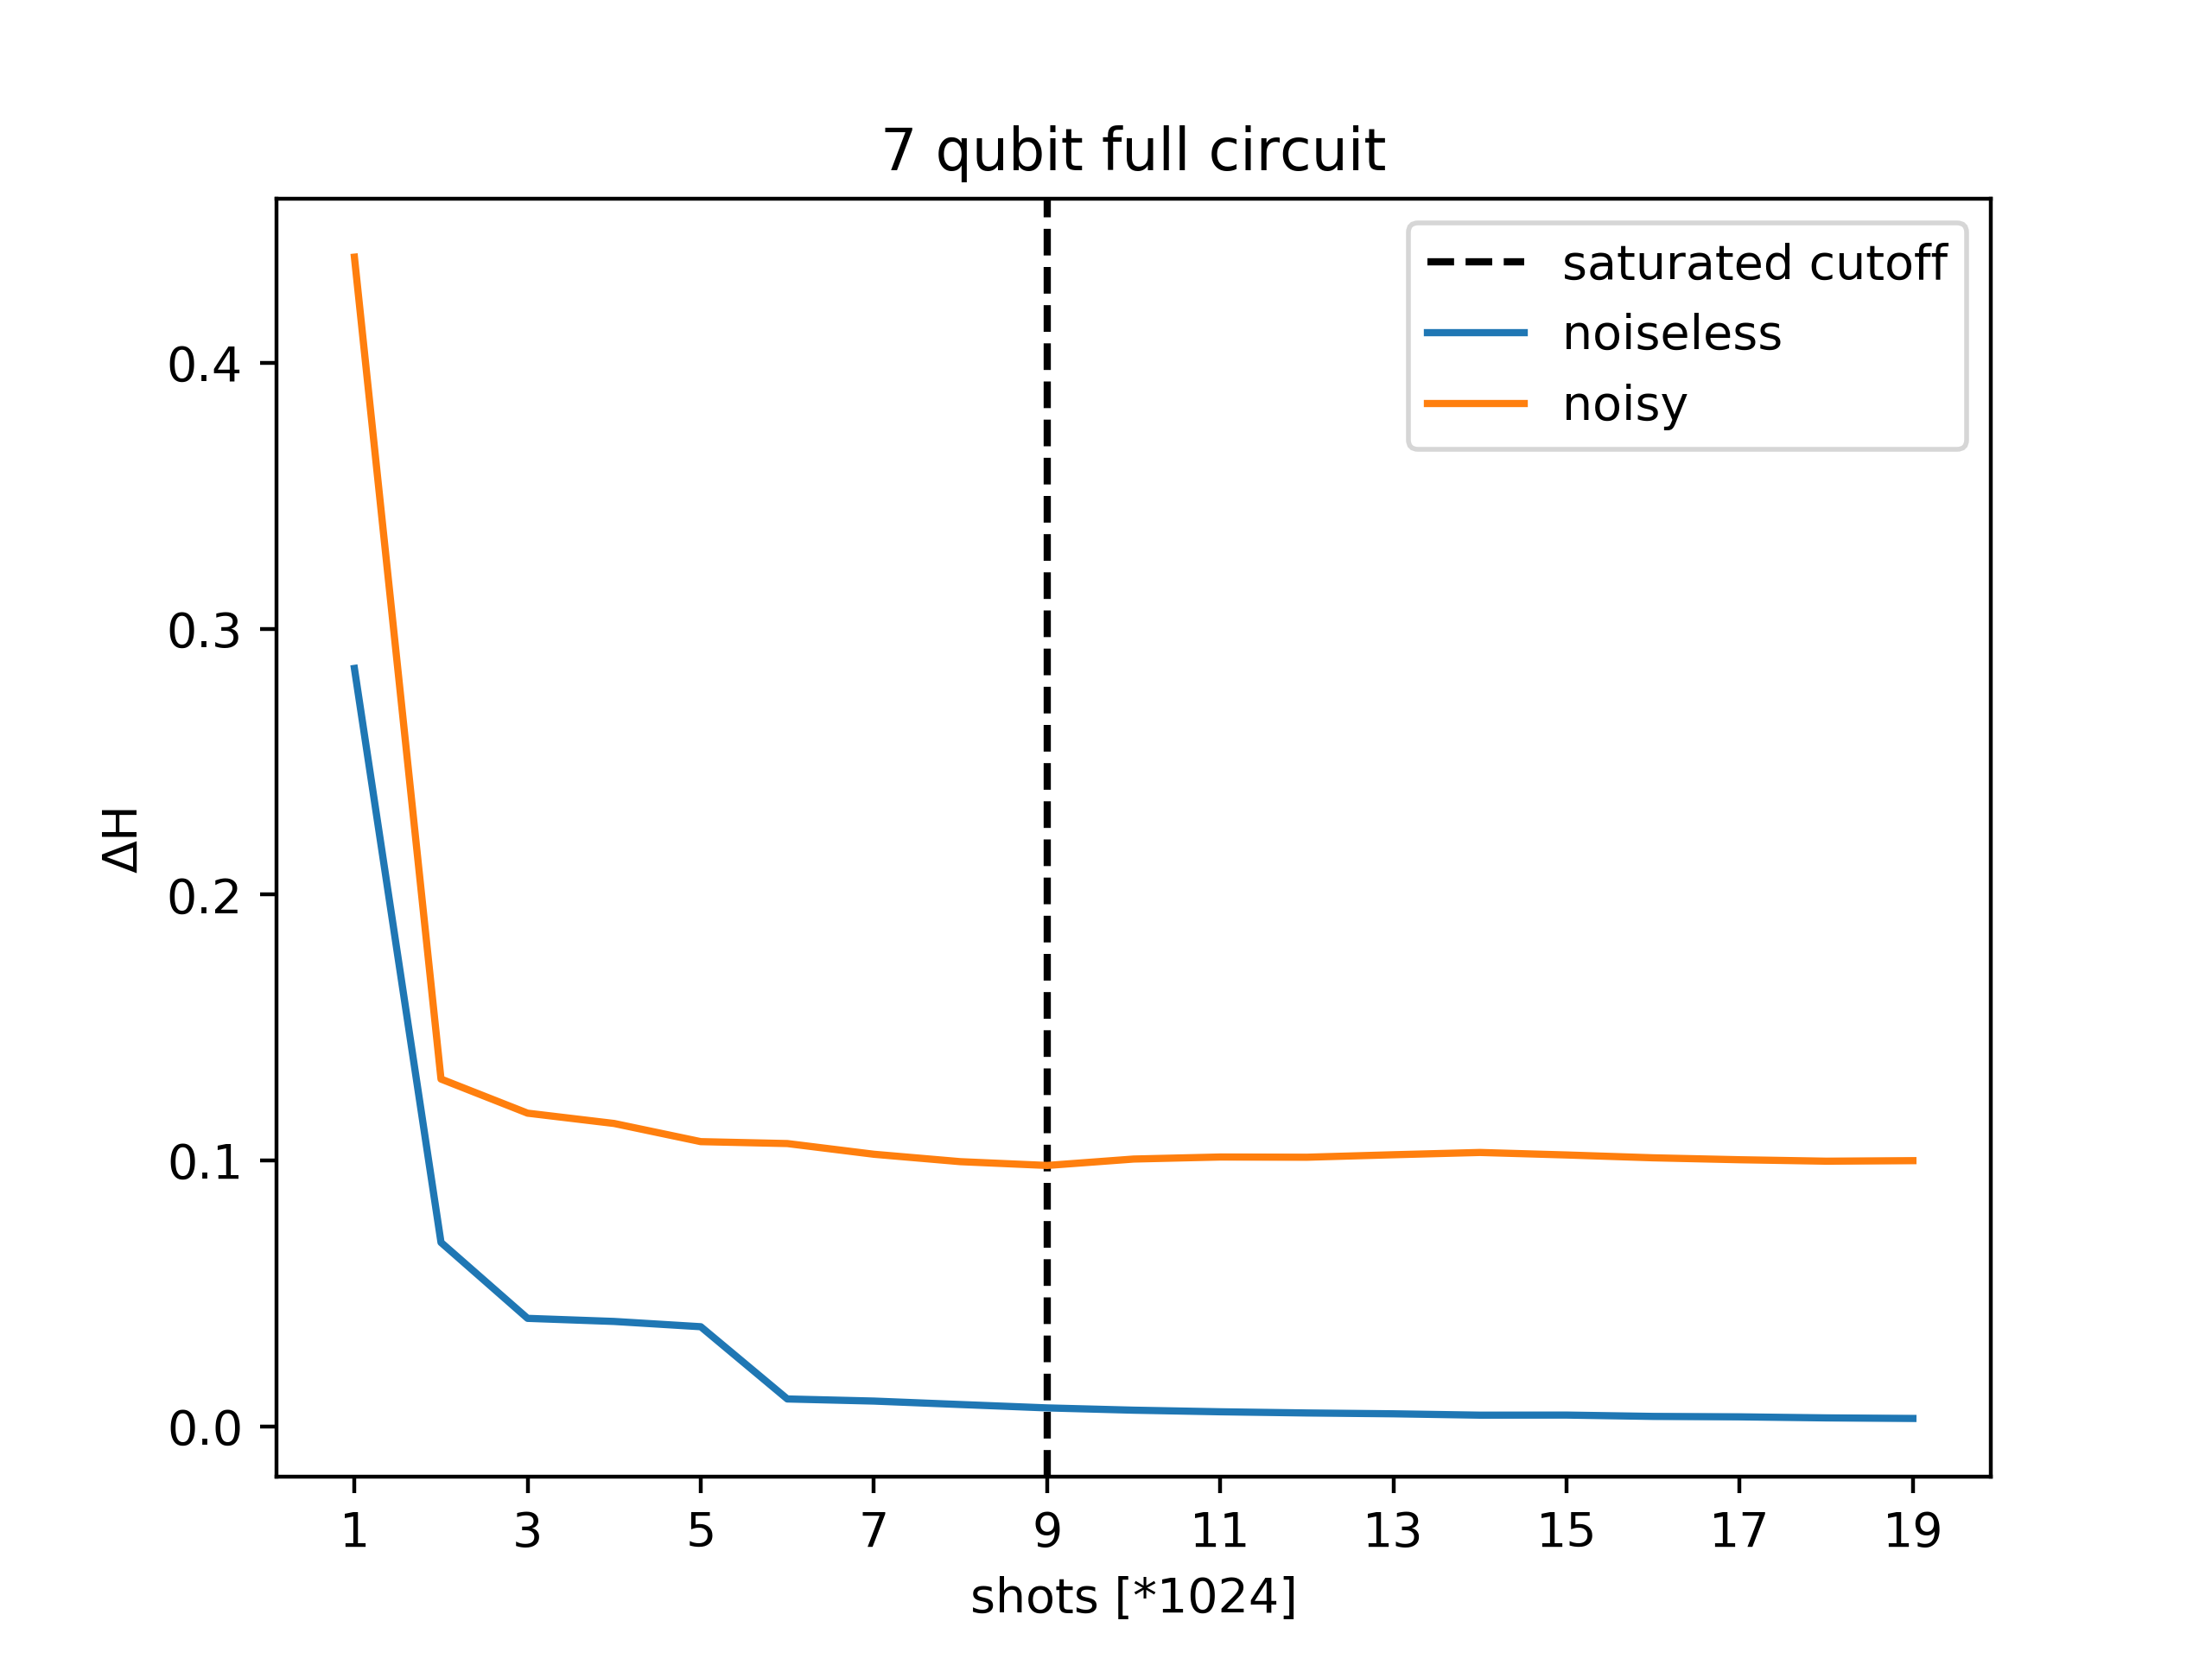 7 qubit full circuit
saturated cutoff
noiseless
noisy
0.4
0.3
0.2
0.1
0.0
ΔH
1 3 5 7 9 11 13 15 17 19
shots [*1024]